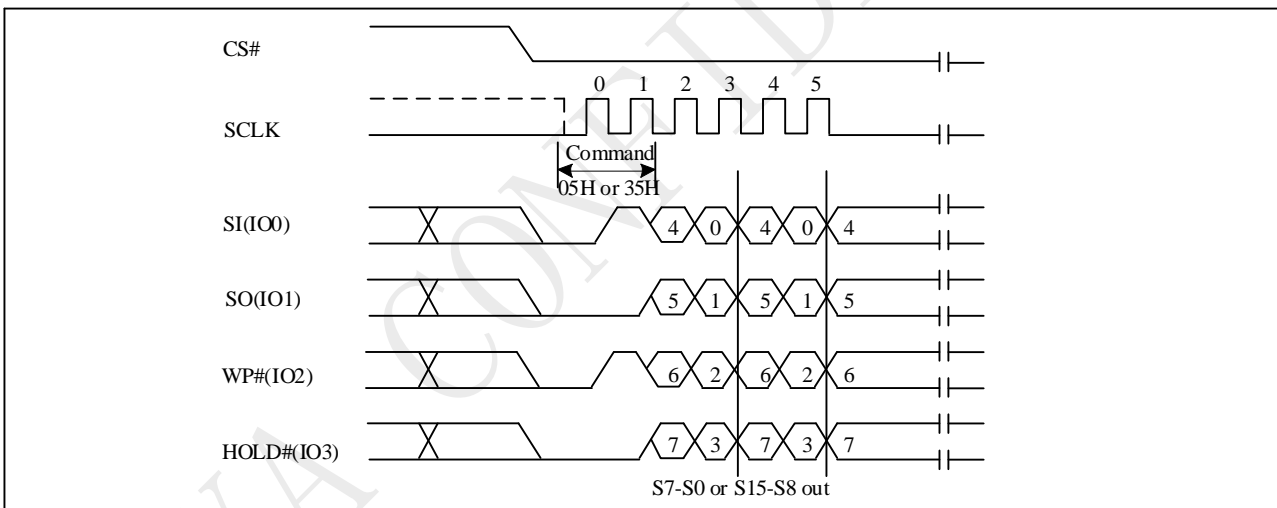 CS#
0 1 2 3 4 5
SCLK
Command
05H or 35H
SI(IO0) 4 0 4 0 4
SO(IO1) 5 1 5 1 5
WP#(IO2) 6 2 6 2 6
HOLD#(IO3) 7 3 7 3 7
S7-S0 or S15-S8 out